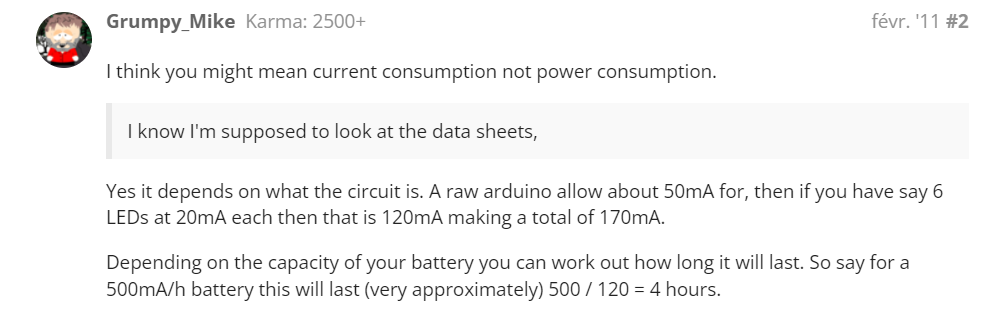 Grumpy_Mike Karma: 2500+ févr. '11 #2
I think you might mean current consumption not power consumption.
I know I'm supposed to look at the data sheets,
Yes it depends on what the circuit is. A raw arduino allow about 50mA for, then if you have say 6
LEDs at 20mA each then that is 120mA making a total of 170mA.
Depending on the capacity of your battery you can work out how long it will last. So say for a
500mA/h battery this will last (very approximately) 500 / 120 = 4 hours.